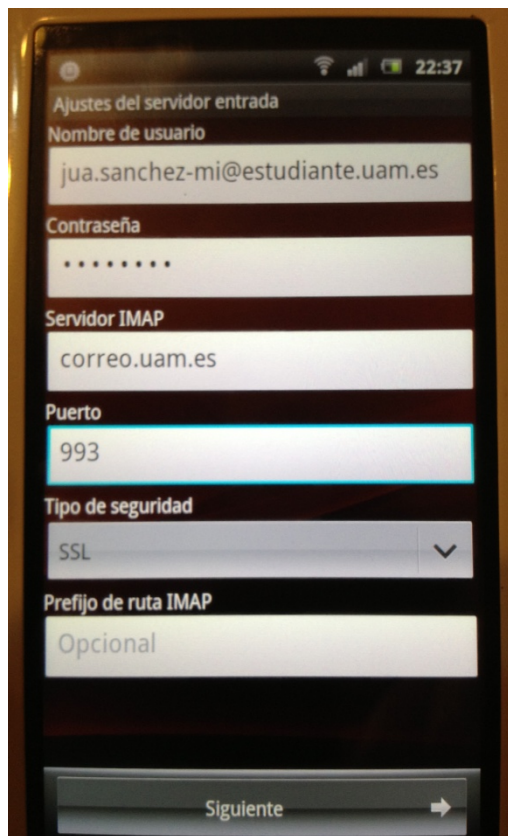 22:37
Ajustes del servidor entrada
Nombre de usuario
jua.sanchez-mi@estudiante.uam.es
Contraseña
••••••••
Servidor IMAP
correo.uam.es
Puerto
993
Tipo de seguridad
SSL
Prefijo de ruta IMAP
Opcional
Siguiente